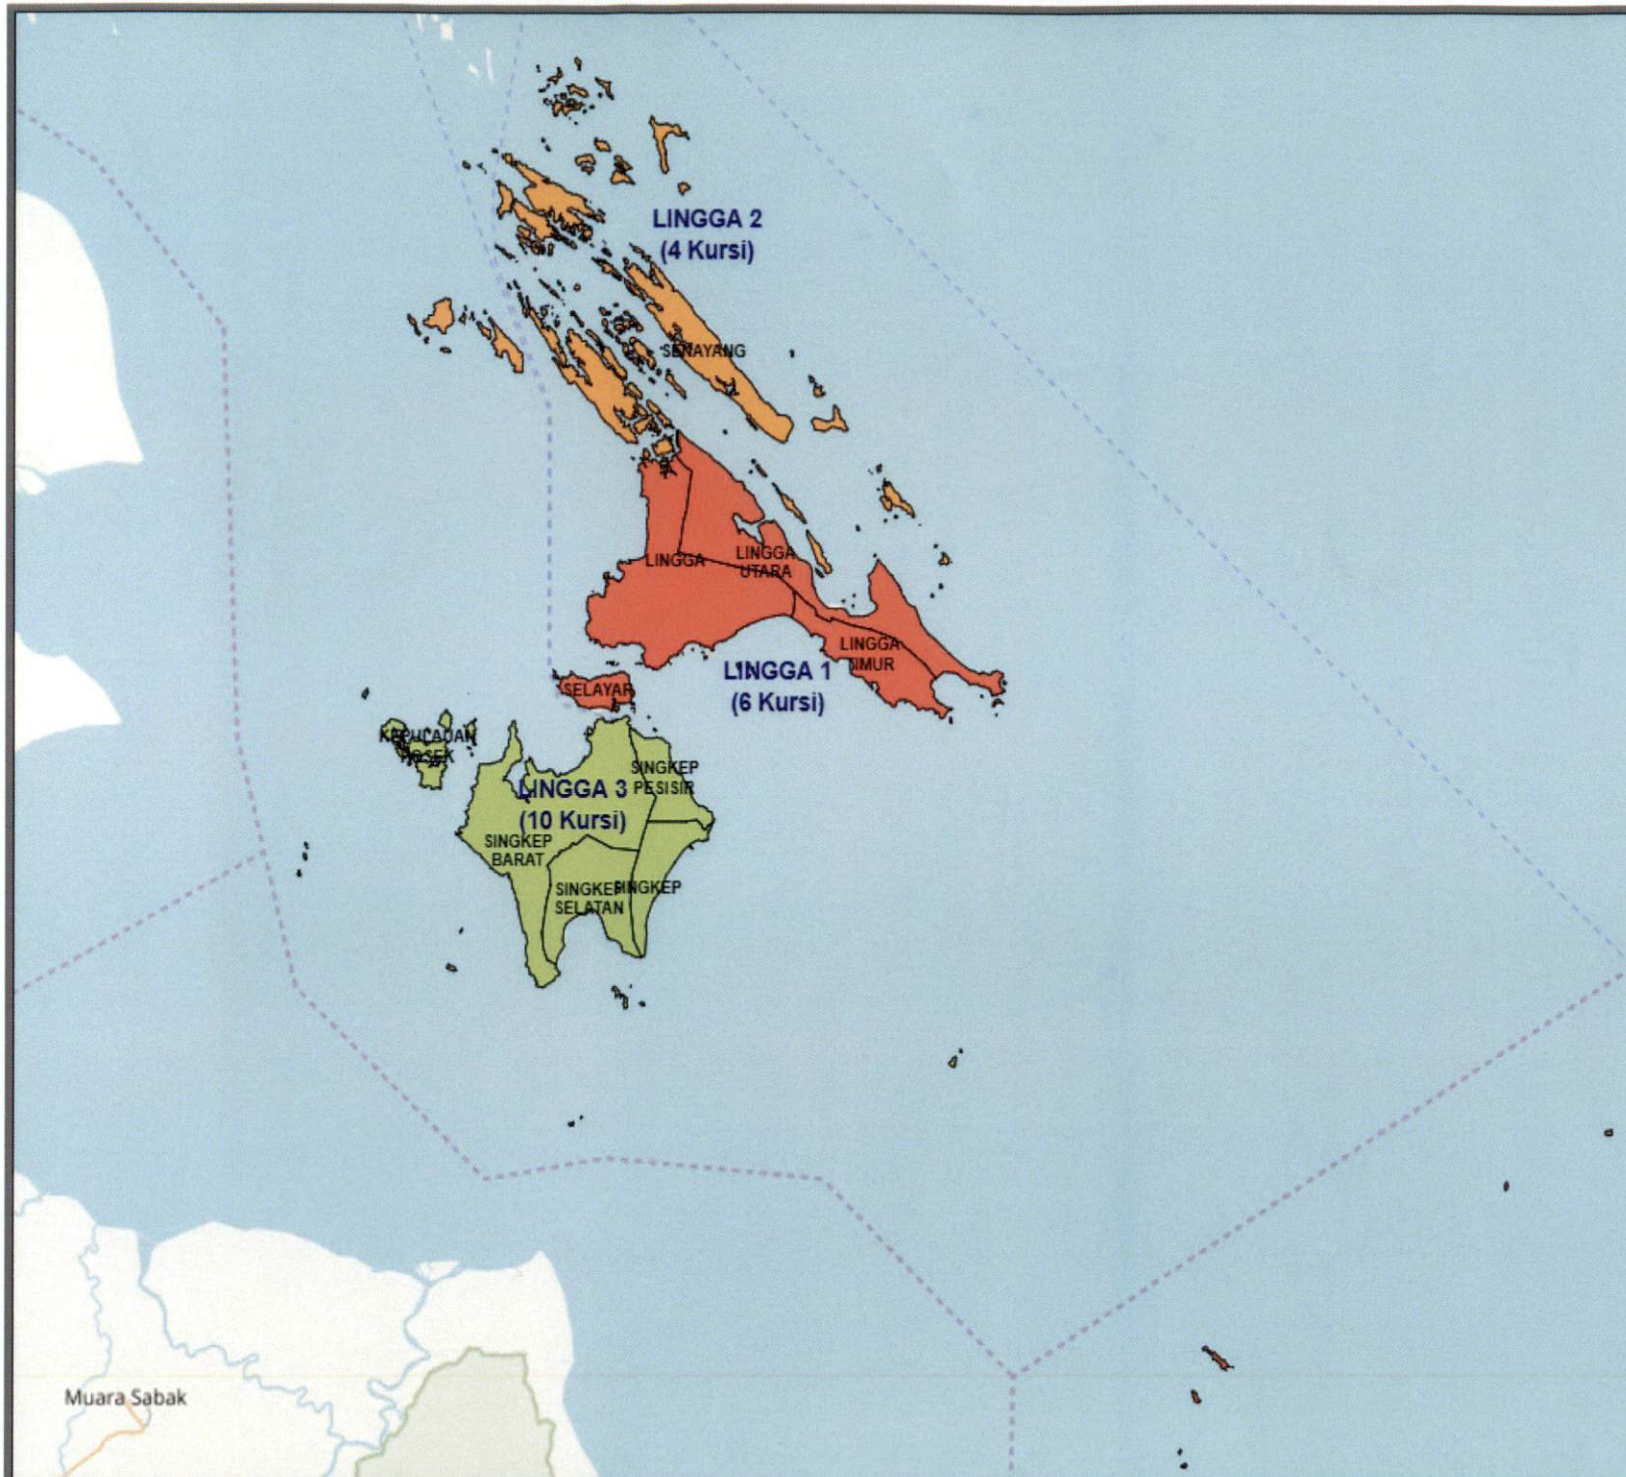 LINGGA 2
(4 Kursi)
SENAYANG
LINGGA
LINGGA
UTARA
LINGGA
TIMUR
LINGGA 1
(6 Kursi)
SELAYAR
KEPULAUAN
POSEK
SINGKEP
PESISIR
LINGGA 3
(10 Kursi)
SINGKEP
BARAT
SINGKEP
SELATAN
SINGKEP
Muara Sabak